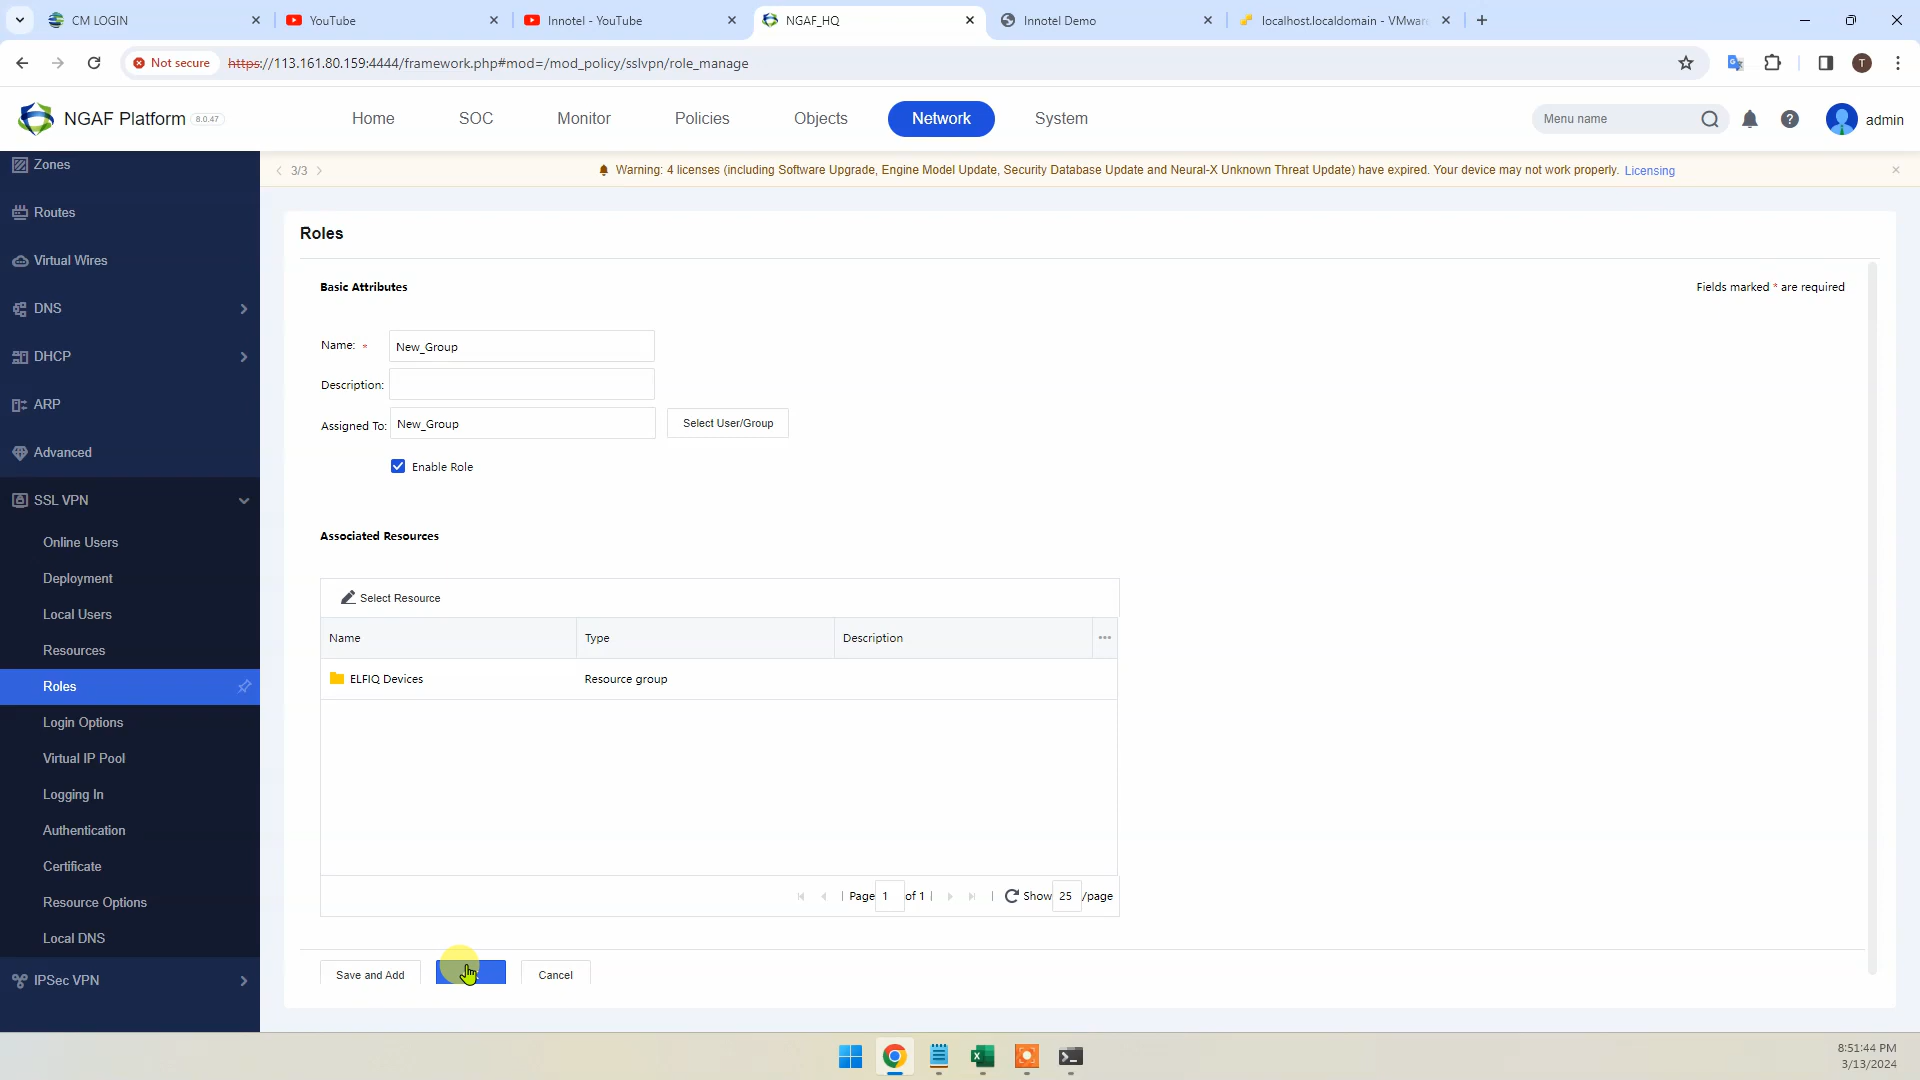 CM LOGIN
YouTube
Innotel - YouTube
NGAF_HQ
Innotel Demo
localhost.localdomain - VMwar
Not secure
https://113.161.80.159:4444/framework.php#mod=/mod_policy/sslvpn/role_manage
T
NGAF Platform 8.0.47
Home
SOC
Monitor
Policies
Objects
Network
System
Menu name
admin
3/3
Warning: 4 licenses (including Software Upgrade, Engine Model Update, Security Database Update and Neural-X Unknown Threat Update) have expired. Your device may not work properly. Licensing
Zones
Routes
Virtual Wires
DNS
DHCP
ARP
Advanced
SSL VPN
Online Users
Deployment
Local Users
Resources
Roles
Login Options
Virtual IP Pool
Logging In
Authentication
Certificate
Resource Options
Local DNS
IPSec VPN
Roles
Basic Attributes
Fields marked * are required
Name: * New_Group
Description:
Assigned To: New_Group
Select User/Group
Enable Role
Associated Resources
Select Resource
Name Type Description
ELFIQ Devices Resource group
Page 1 of 1 Show 25 /page
Save and Add
Cancel
8:51:44 PM
3/13/2024